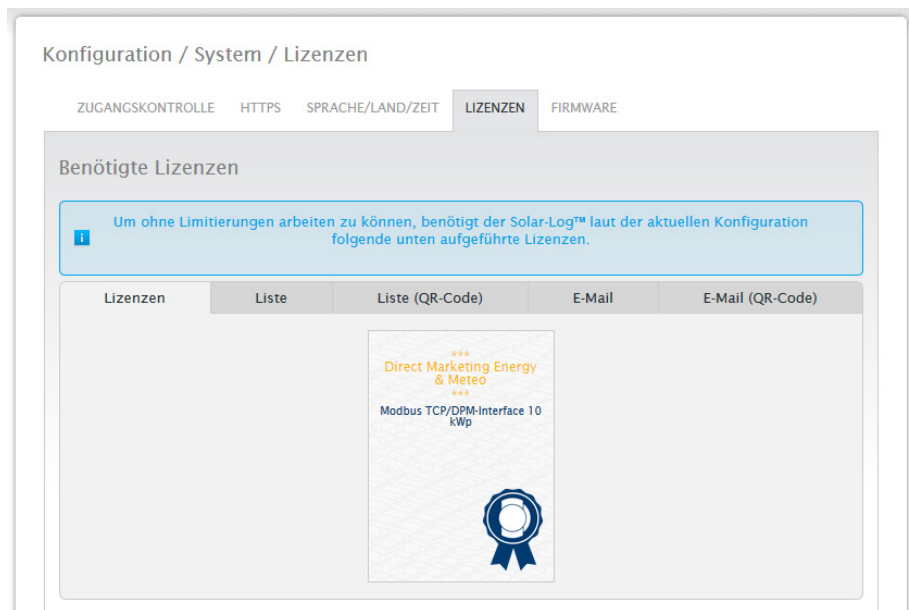 Konfiguration / System / Lizenzen
ZUGANGSKONTROLLE HTTPS SPRACHE/LAND/ZEIT LIZENZEN FIRMWARE
Benötigte Lizenzen
i
Um ohne Limitierungen arbeiten zu können, benötigt der Solar-Log™ laut der aktuellen Konfiguration
folgende unten aufgeführte Lizenzen.
Lizenzen Liste Liste (QR-Code) E-Mail E-Mail (QR-Code)
***
Direct Marketing Energy
& Meteo
***
Modbus TCP/DPM-Interface 10
kWp